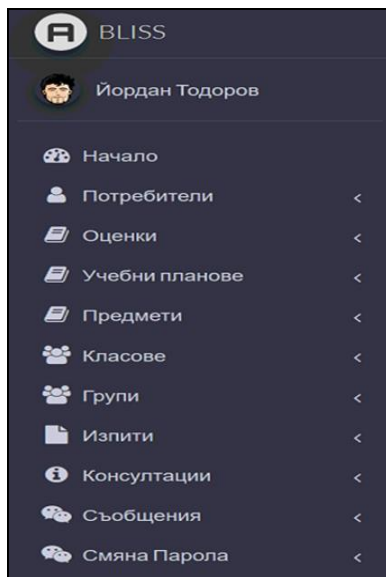 BLISS
Йордан Тодоров
Начало
Потребители
Оценки
Учебни планове
Предмети
Класове
Групи
Изпити
Консултации
Съобщения
Смяна Парола